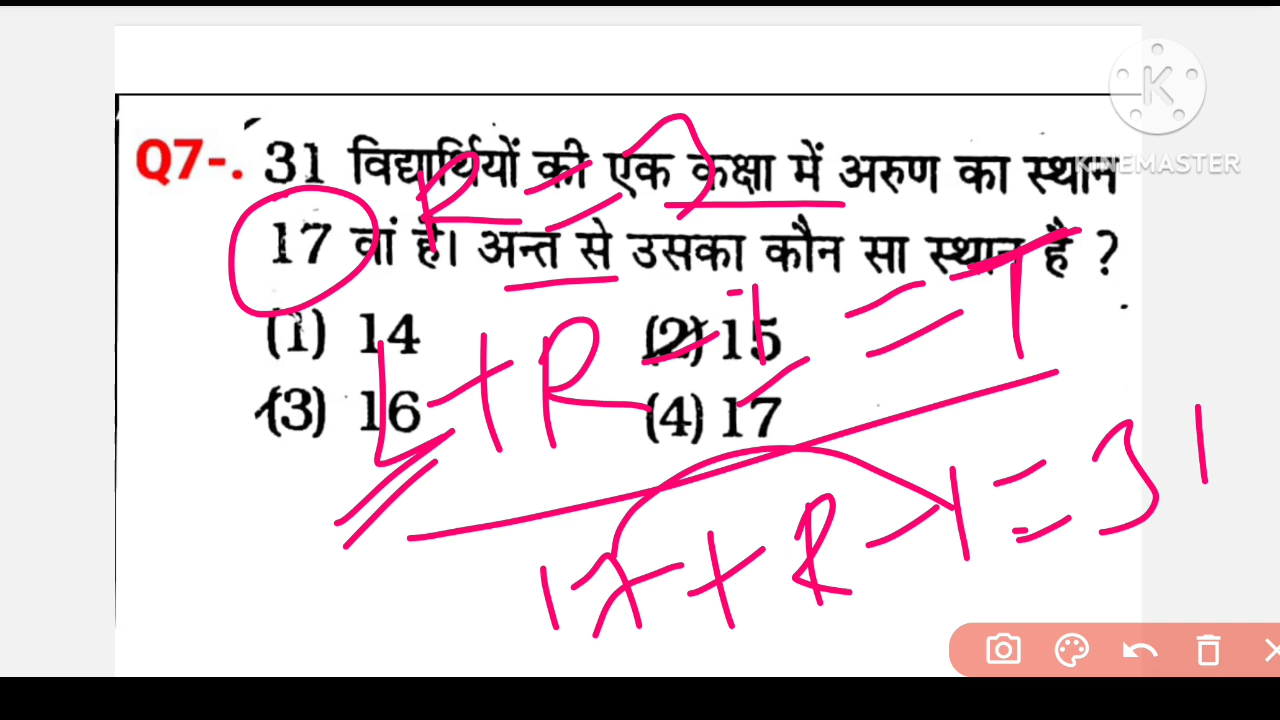 Q7-. 31 विद्यार्थियों की एक कक्षा में अरुण का स्थान
17 वां है। अन्त से उसका कौन सा स्थान है ?
(1) 14 (2) 15
(3) 16 (4) 17
R = ?
L + R - 1 = T
17 + R - 1 = 31
KINEMASTER